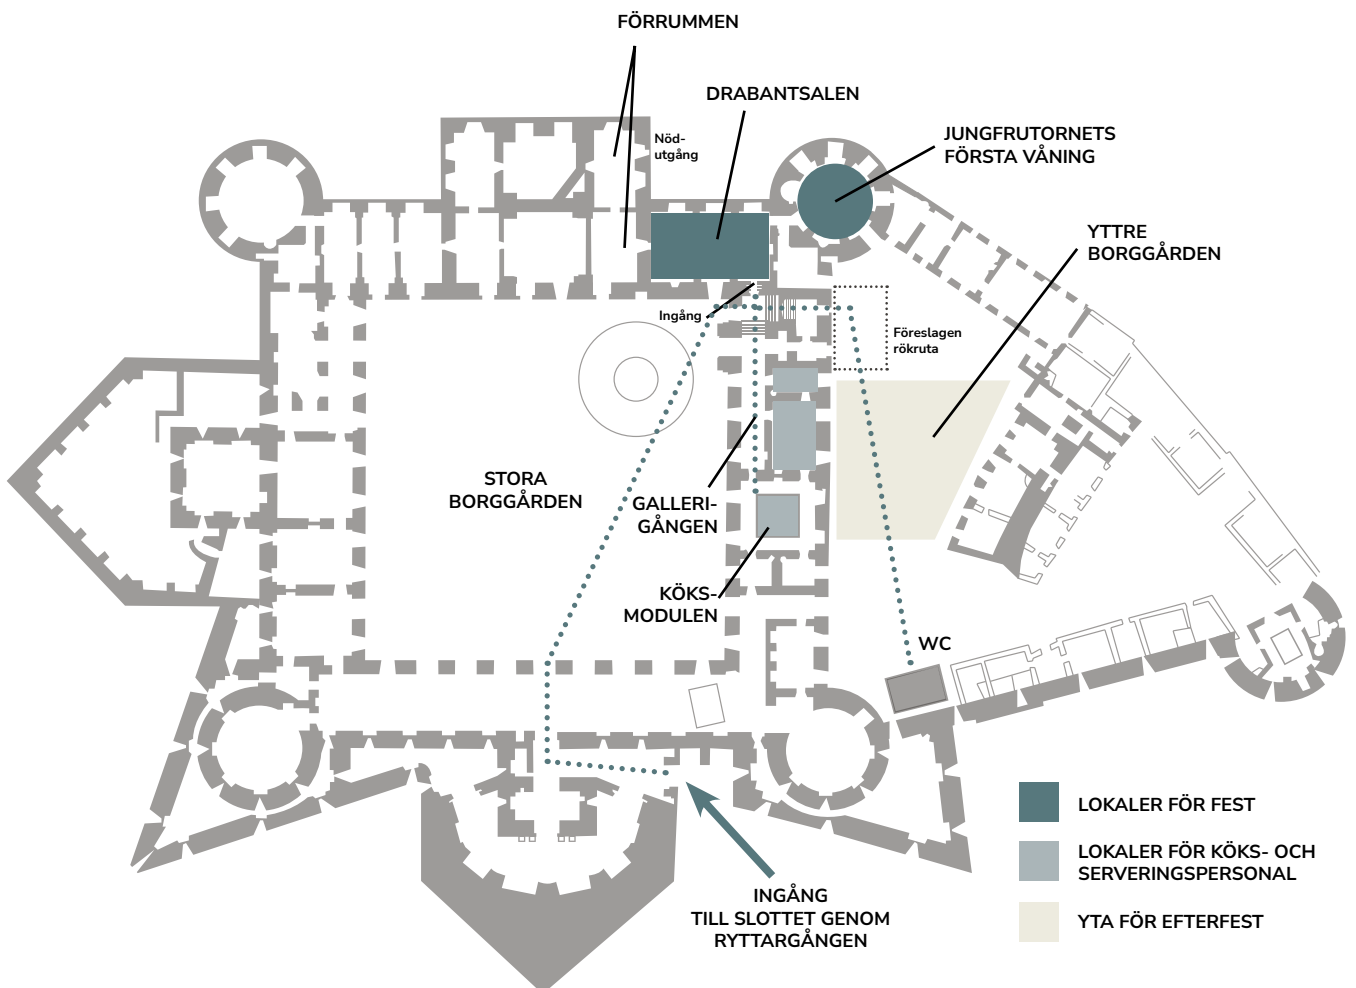 FÖRRUMMEN
DRABANTSALEN
JUNGFRUTORNETS
FÖRSTA VÅNING
Nöd-
utgång
YTTRE
BORGGÅRDEN
Ingång
Föreslagen
rökruta
STORA
BORGGÅRDEN
GALLERI-
GÅNGEN
KÖKS-
MODULEN
WC
INGÅNG
TILL SLOTTET GENOM
RYTTARGÅNGEN
LOKALER FÖR FEST
LOKALER FÖR KÖKS- OCH
SERVERINGSPERSONAL
YTA FÖR EFTERFEST